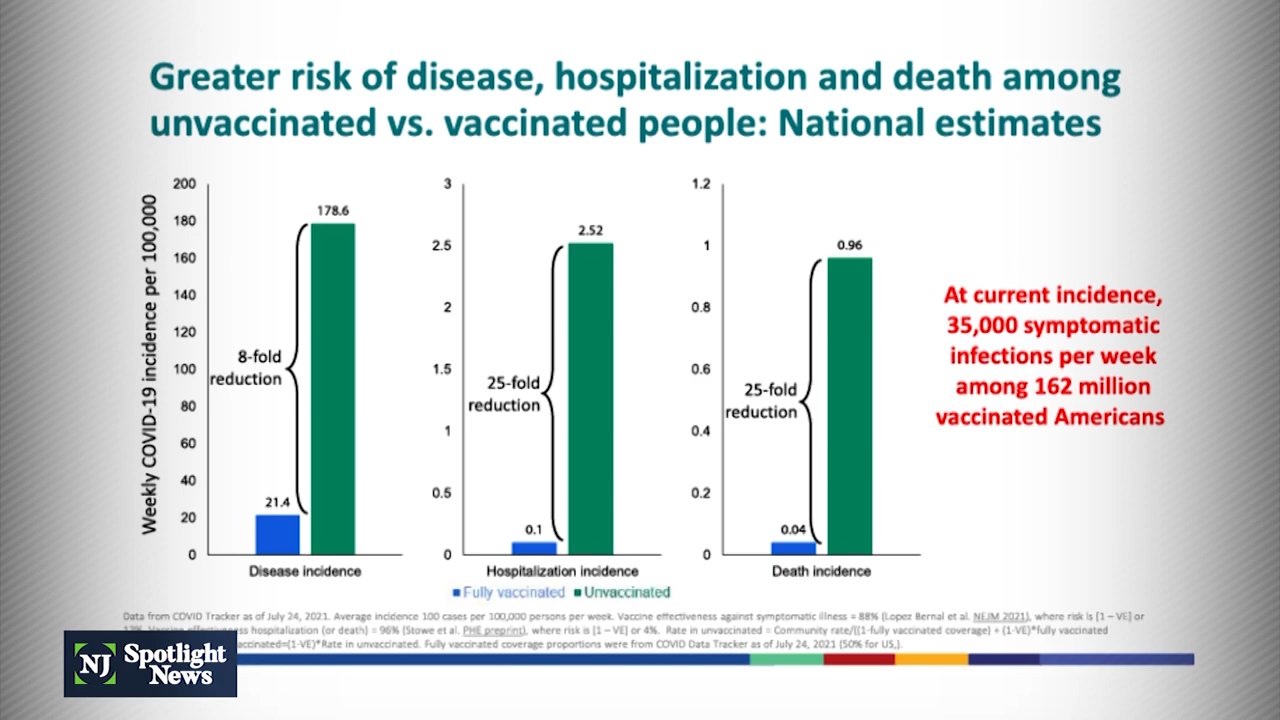 Greater risk of disease, hospitalization and death among
unvaccinated vs. vaccinated people: National estimates
Weekly COVID-19 incidence per 100,000
200
180
160
140
120
100
80
60
40
20
0
178.6
21.4
8-fold
reduction
Disease incidence
3
2.5
2
1.5
1
0.5
0
2.52
0.1
25-fold
reduction
Hospitalization incidence
1.2
1
0.8
0.6
0.4
0.2
0
0.96
0.04
25-fold
reduction
Death incidence
Fully vaccinated Unvaccinated
At current incidence,
35,000 symptomatic
infections per week
among 162 million
vaccinated Americans
Data from COVID Tracker as of July 24, 2021. Average incidence 100 cases per 100,000 persons per week. Vaccine effectiveness against symptomatic illness = 88% (Lopez Bernal et al. NEJM 2021), where risk is [1 – VE] or
hospitalization (or death) = 96% (Stowe et al. PHE preprint), where risk is [1 – VE] or 4%. Rate in unvaccinated = Community rate/((1-fully vaccinated coverage) + (1-VE)*fully vaccinated
=(1-VE)*Rate in unvaccinated. Fully vaccinated coverage proportions were from COVID Data Tracker as of July 24, 2021 (50% for US,).
NJ Spotlight
News